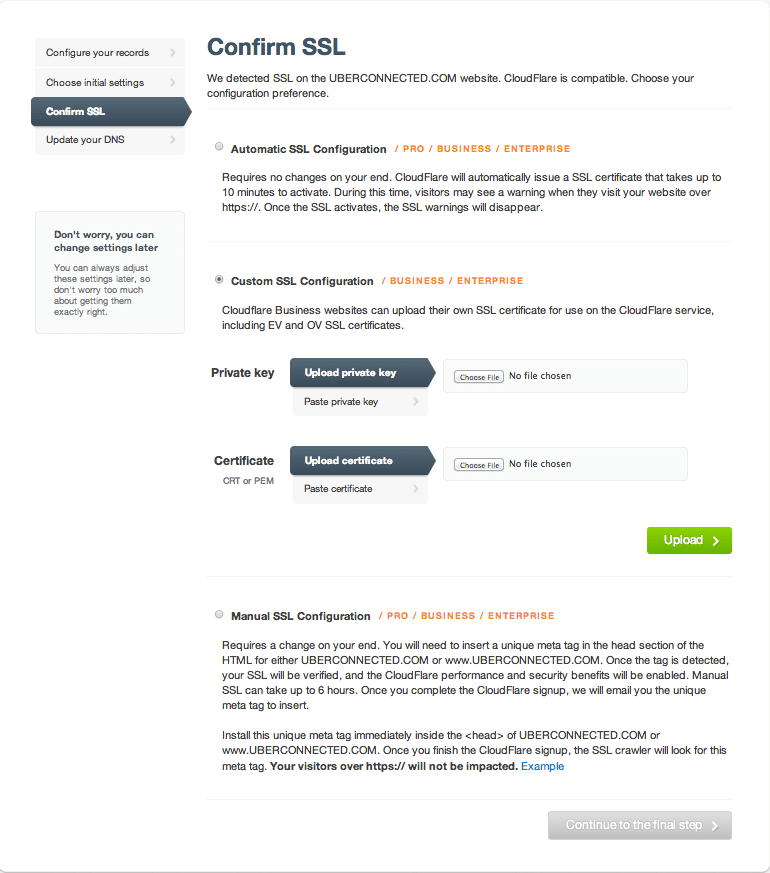 Configure your records
Choose initial settings
Confirm SSL
Update your DNS
Don't worry, you can
change settings later
You can always adjust
these settings later, so
don't worry too much
about getting them
exactly right.
Confirm SSL
We detected SSL on the UBERCONNECTED.COM website. CloudFlare is compatible. Choose your
configuration preference.
Automatic SSL Configuration / PRO / BUSINESS / ENTERPRISE
Requires no changes on your end. CloudFlare will automatically issue a SSL certificate that takes up to
10 minutes to activate. During this time, visitors may see a warning when they visit your website over
https://. Once the SSL activates, the SSL warnings will disappear.
Custom SSL Configuration / BUSINESS / ENTERPRISE
Cloudflare Business websites can upload their own SSL certificate for use on the CloudFlare service,
including EV and OV SSL certificates.
Private key
Upload private key
Choose File No file chosen
Paste private key
Certificate
CRT or PEM
Upload certificate
Choose File No file chosen
Paste certificate
Upload
Manual SSL Configuration / PRO / BUSINESS / ENTERPRISE
Requires a change on your end. You will need to insert a unique meta tag in the head section of the
HTML for either UBERCONNECTED.COM or www.UBERCONNECTED.COM. Once the tag is detected,
your SSL will be verified, and the CloudFlare performance and security benefits will be enabled. Manual
SSL can take up to 6 hours. Once you complete the CloudFlare signup, we will email you the unique
meta tag to insert.
Install this unique meta tag immediately inside the <head> of UBERCONNECTED.COM or
www.UBERCONNECTED.COM. Once you finish the CloudFlare signup, the SSL crawler will look for this
meta tag. Your visitors over https:// will not be impacted. Example
Continue to the final step